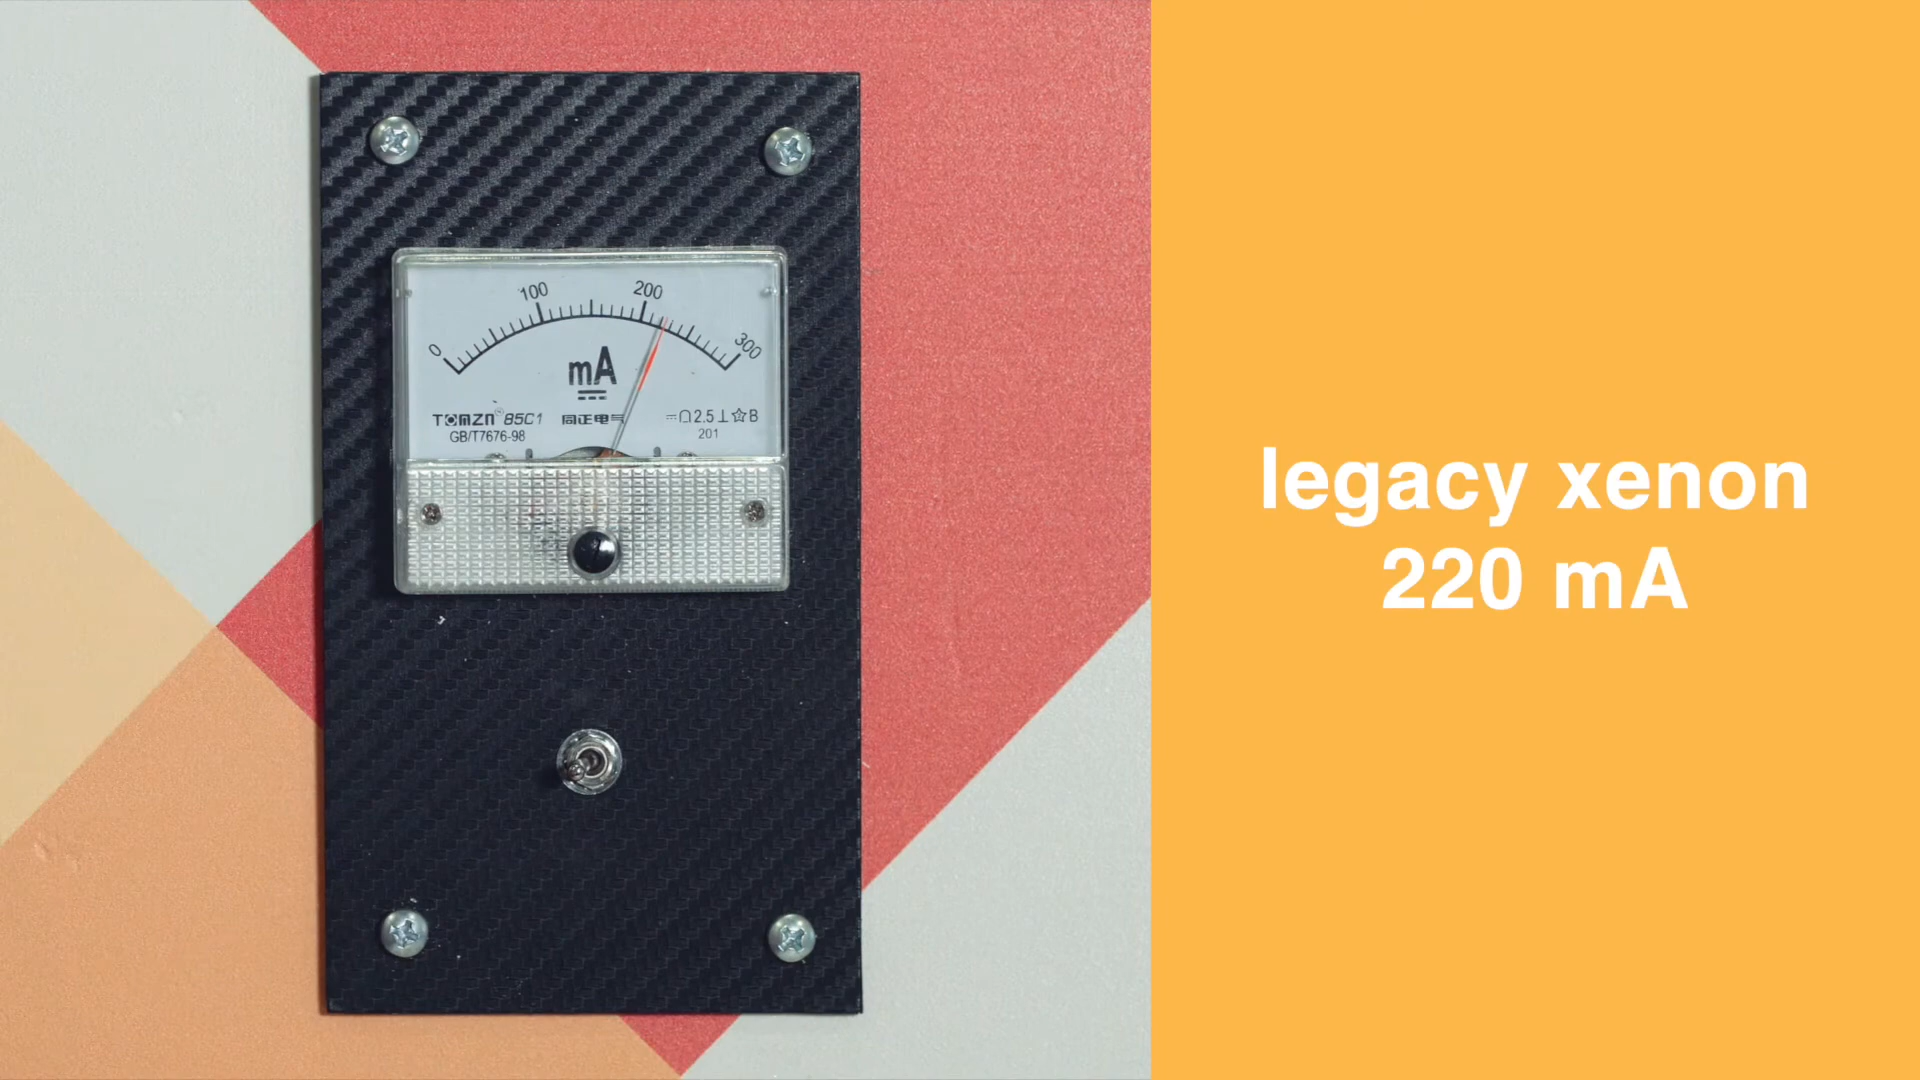 0
100
200
300
mA
TOMZN® 85C1
同正电气
2.5 ⊥ ☆ B
GB/T7676-98
201
legacy xenon
220 mA